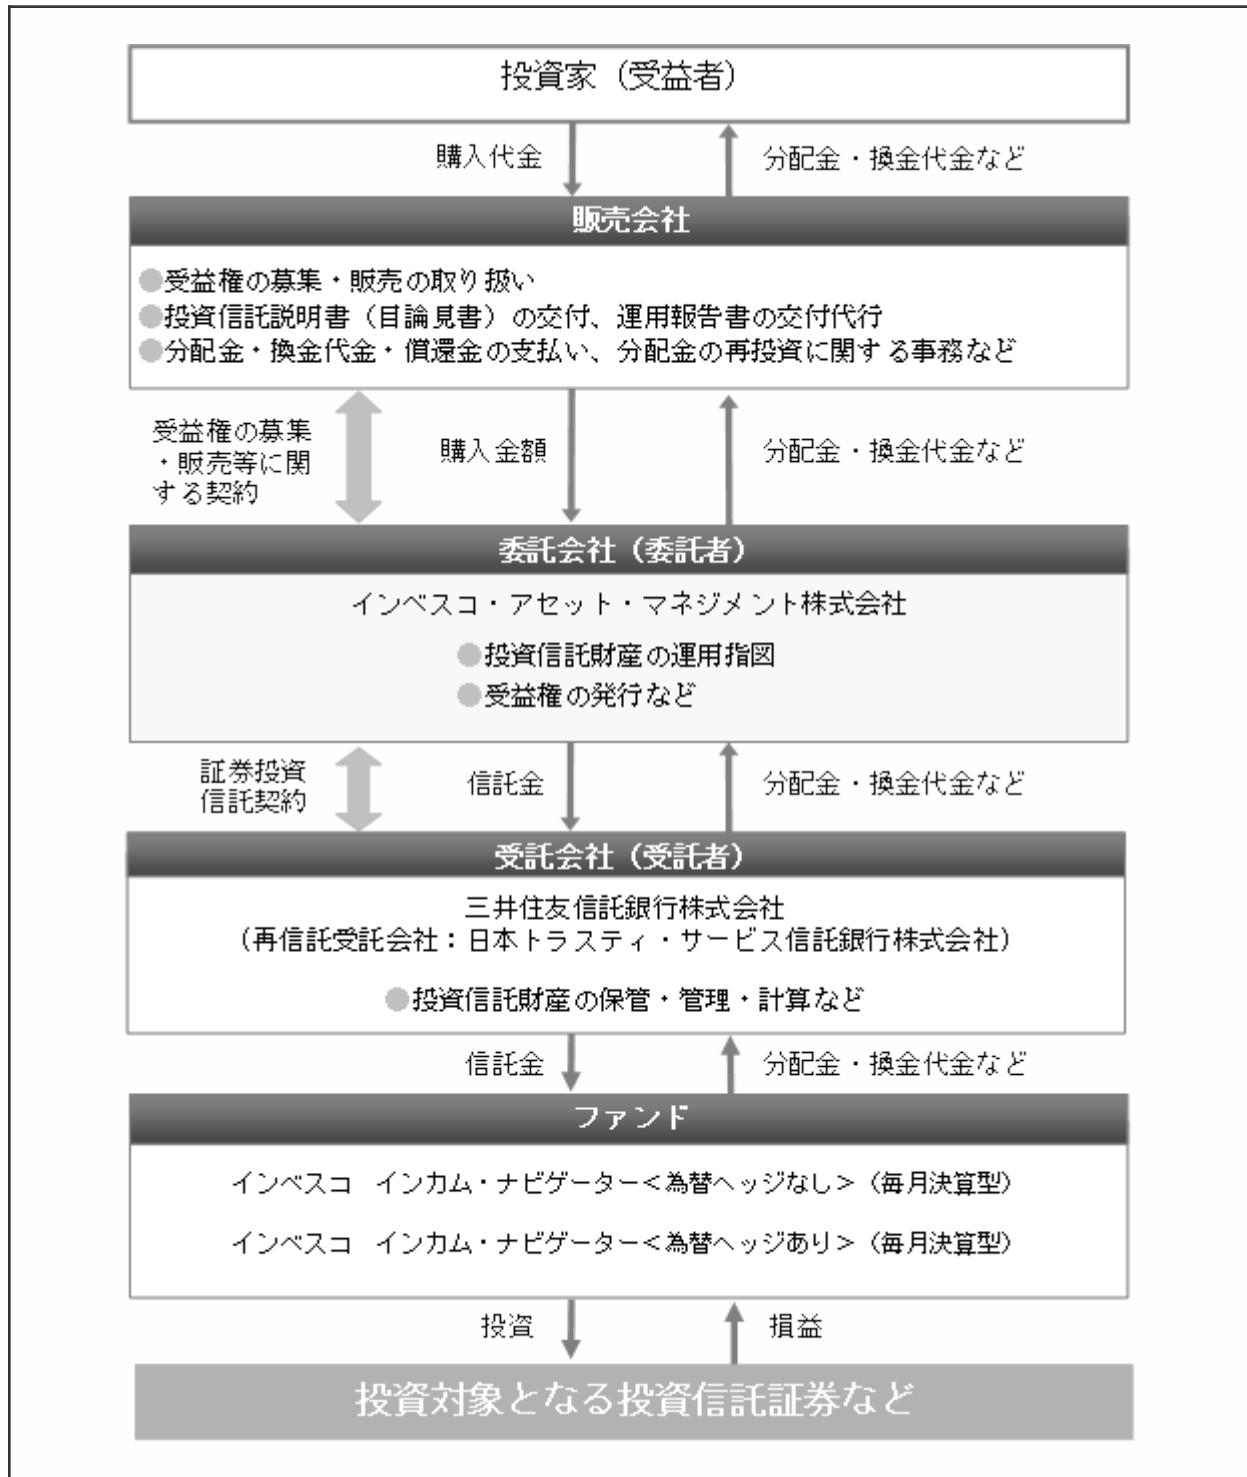 投資家（受益者）
購入代金
分配金・換金代金など
販売会社
●受益権の募集・販売の取り扱い
●投資信託説明書（目論見書）の交付、運用報告書の交付代行
●分配金・換金代金・償還金の支払い、分配金の再投資に関する事務など
受益権の募集
・販売等に関
する契約
購入金額
分配金・換金代金など
委託会社（委託者）
インベスコ・アセット・マネジメント株式会社
●投資信託財産の運用指図
●受益権の発行など
証券投資
信託契約
信託金
分配金・換金代金など
受託会社（受託者）
三井住友信託銀行株式会社
（再信託受託会社：日本トラスティ・サービス信託銀行株式会社）
●投資信託財産の保管・管理・計算など
信託金
分配金・換金代金など
ファンド
インベスコ　インカム・ナビゲーター＜為替ヘッジなし＞（毎月決算型）
インベスコ　インカム・ナビゲーター＜為替ヘッジあり＞（毎月決算型）
投資
損益
投資対象となる投資信託証券など